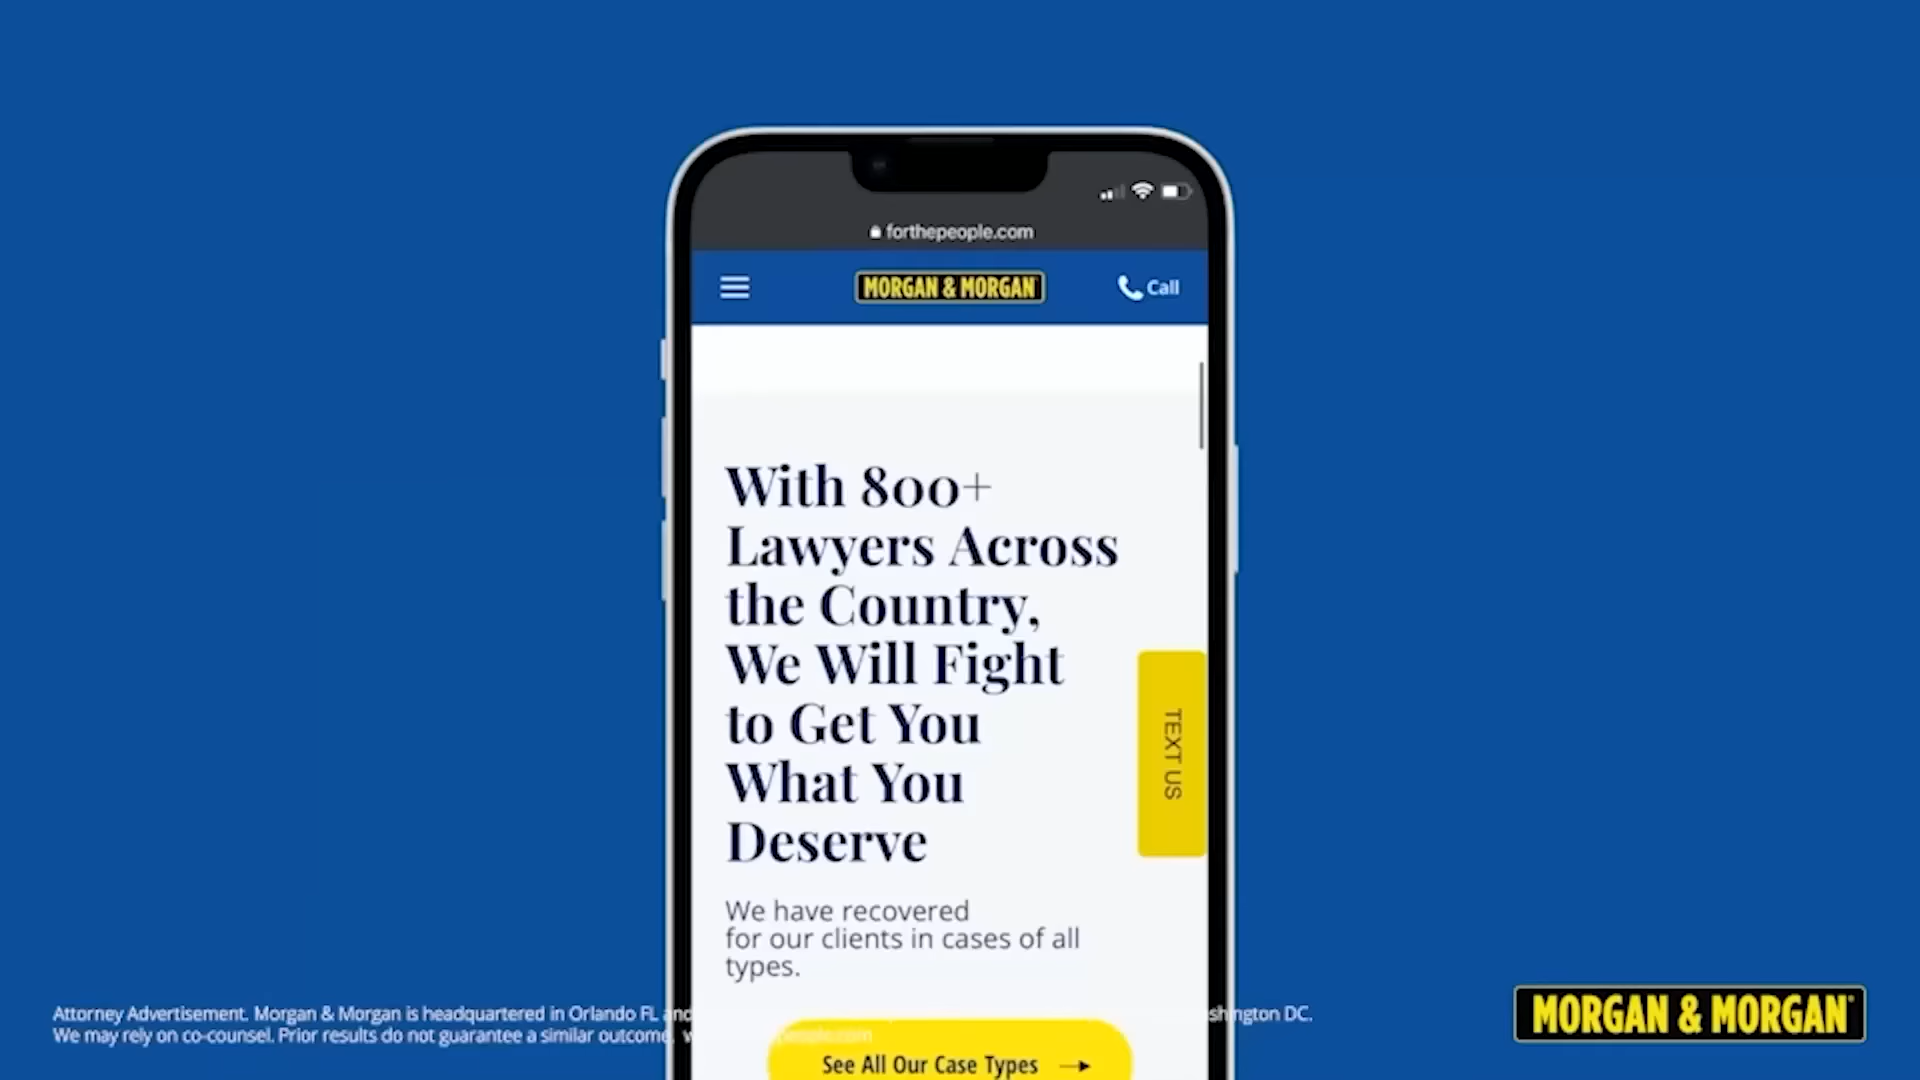 forthepeople.com
MORGAN & MORGAN
Call
With 800+
Lawyers Across
the Country,
We Will Fight
to Get You
What You
Deserve
TEXT US
We have recovered
for our clients in cases of all
types.
See All Our Case Types
Attorney Advertisement. Morgan & Morgan is headquartered in Orlando FL and
DC.
We may rely on co-counsel. Prior results do not guarantee a similar outcome.
MORGAN & MORGAN